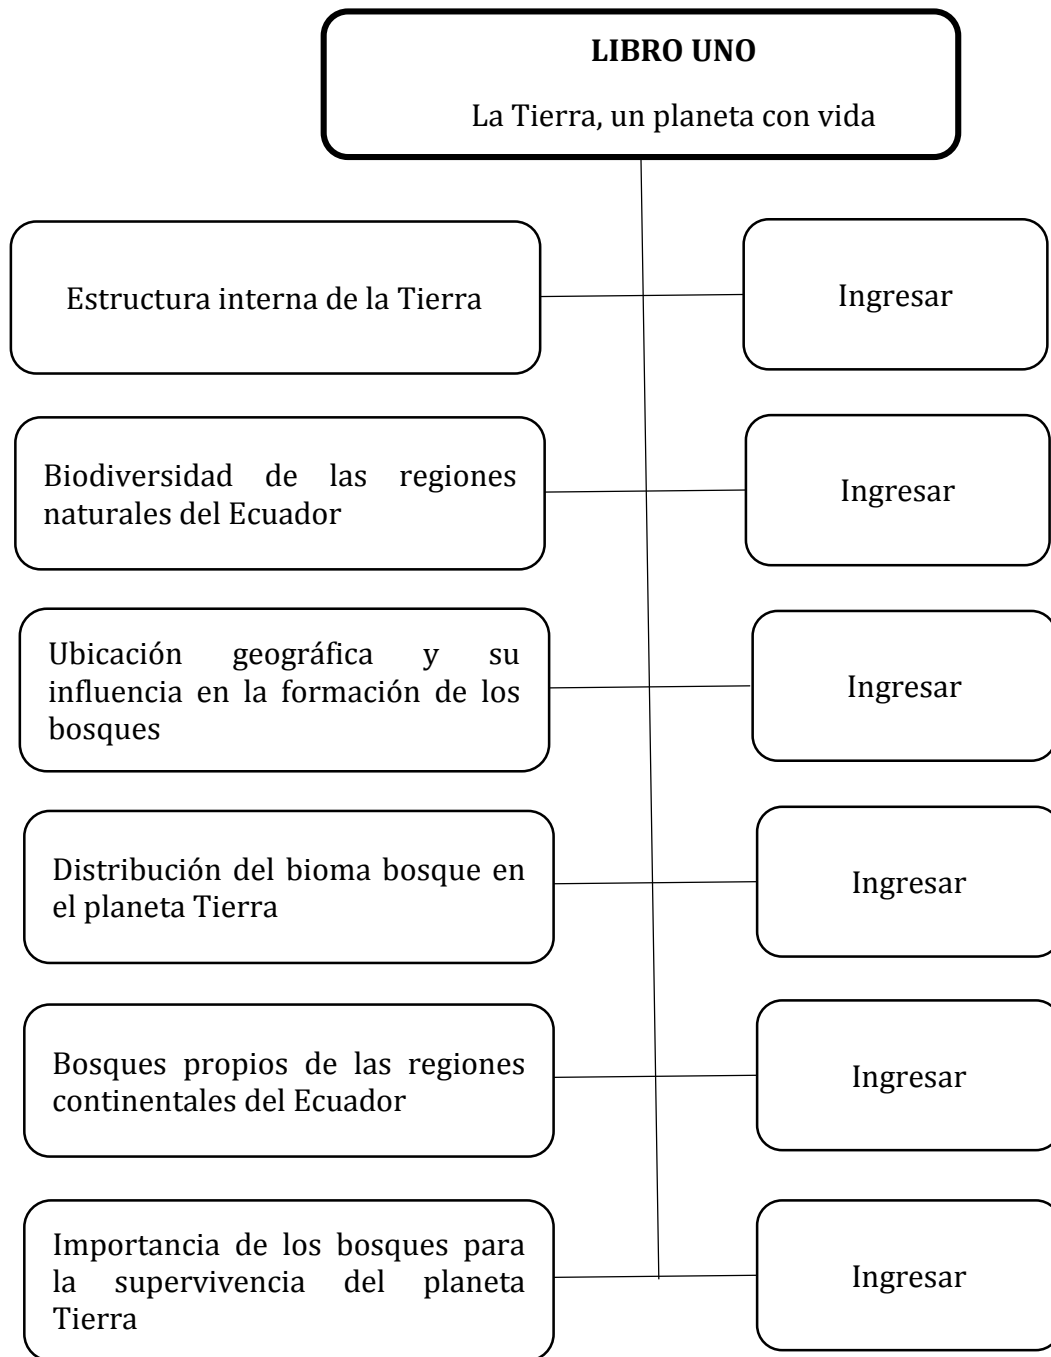 LIBRO UNO
La Tierra, un planeta con vida
Estructura interna de la Tierra
Ingresar
Biodiversidad de las regiones
naturales del Ecuador
Ingresar
Ubicación geográfica y su
influencia en la formación de los
bosques
Ingresar
Distribución del bioma bosque en
el planeta Tierra
Ingresar
Bosques propios de las regiones
continentales del Ecuador
Ingresar
Importancia de los bosques para
la supervivencia del planeta
Tierra
Ingresar